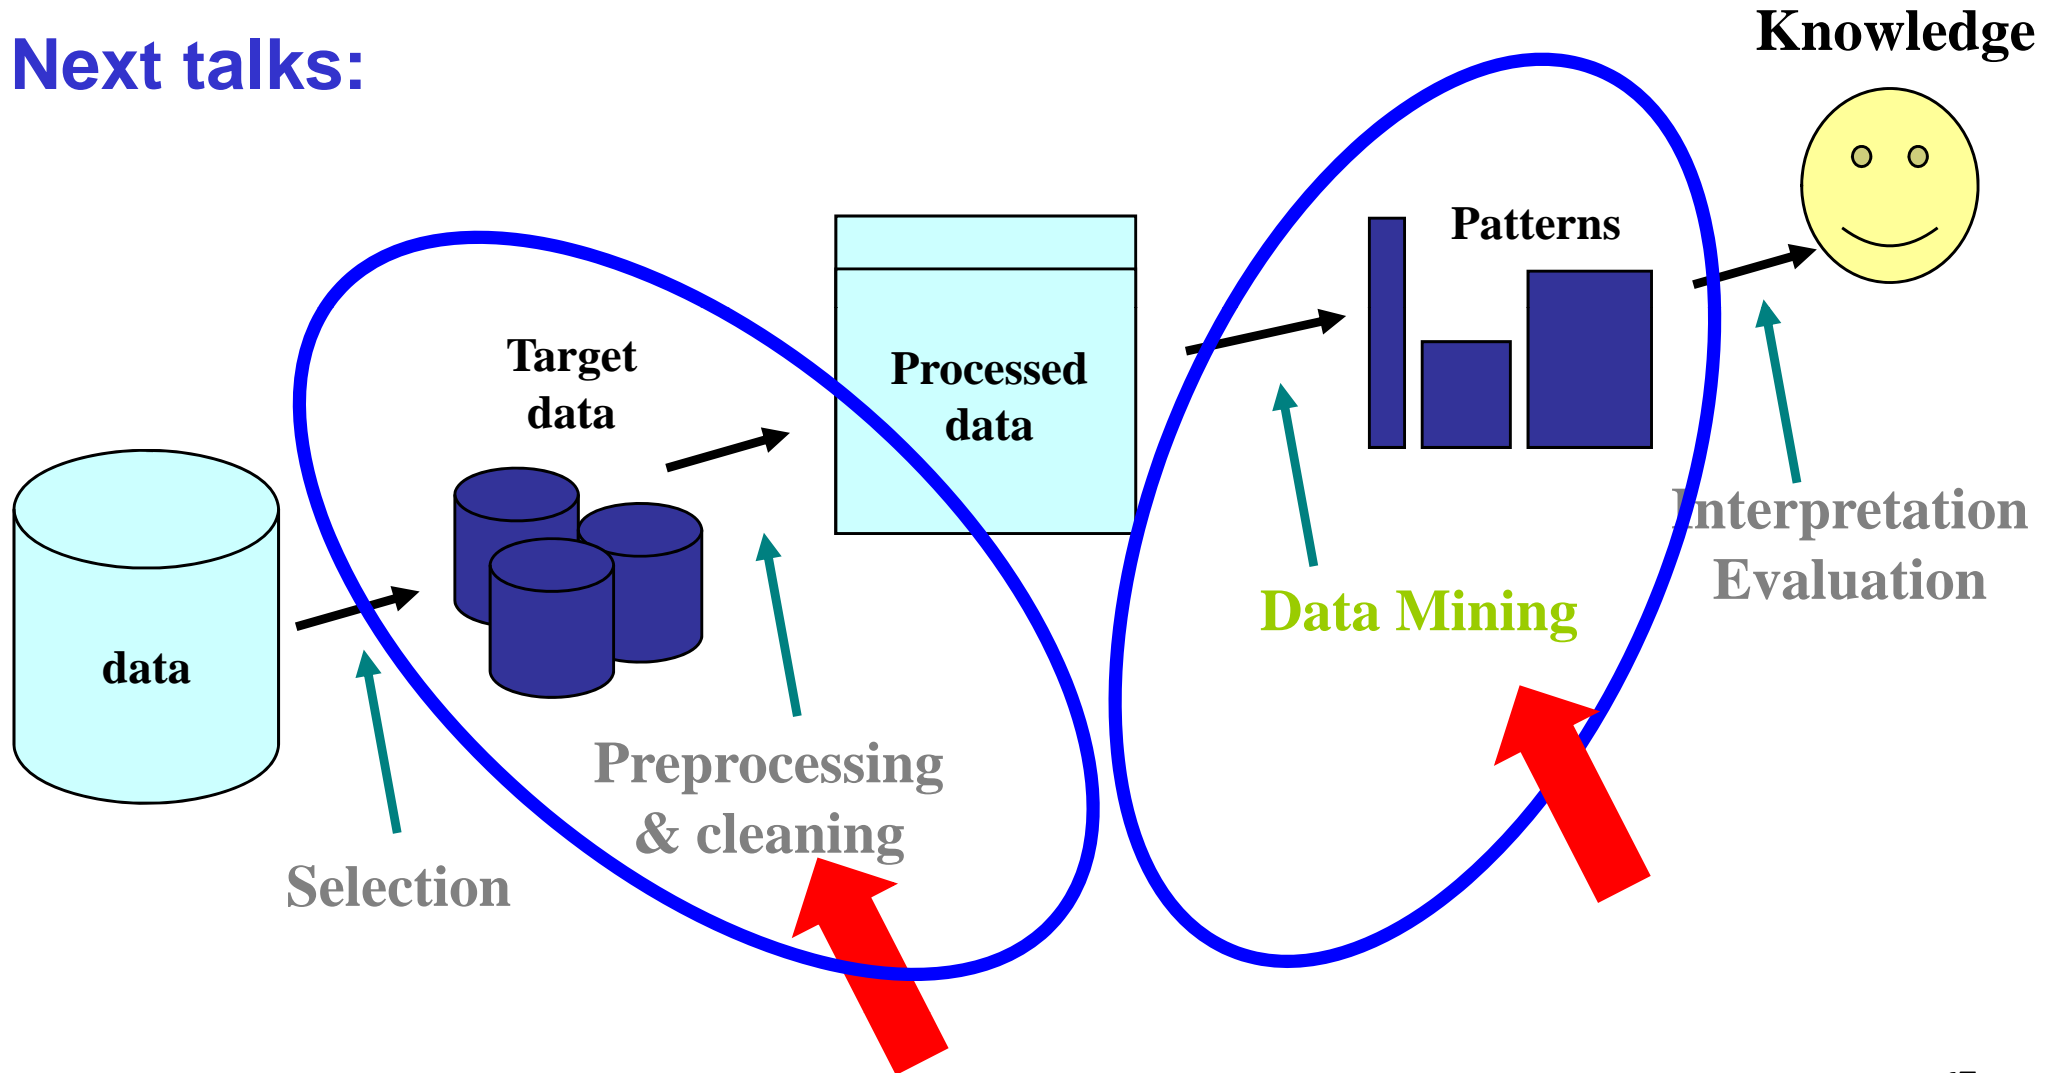 Next talks:
Knowledge
Patterns
Target
data
Processed
data
data
Interpretation
Evaluation
Data Mining
Preprocessing
& cleaning
Selection